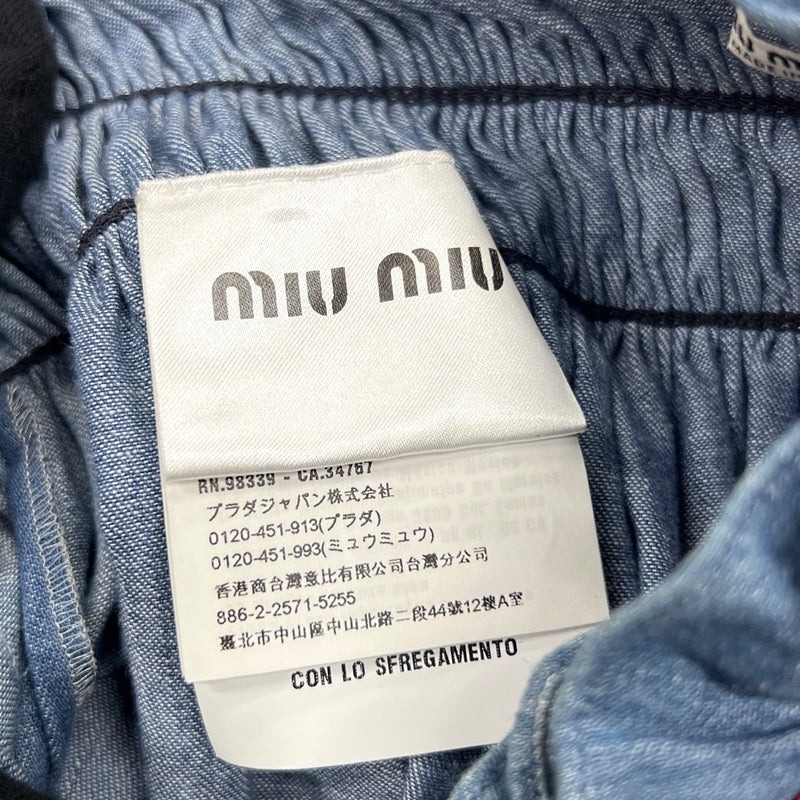 MIU MIU
RN.98339 - CA.34767
プラダジャパン株式会社
0120-451-913(プラダ)
0120-451-993(ミュウミュウ)
香港商台灣意比有限公司台灣分公司
886-2-2571-5255
臺北市中山區中山北路二段44號12樓A室
CON LO SFREGAMENTO